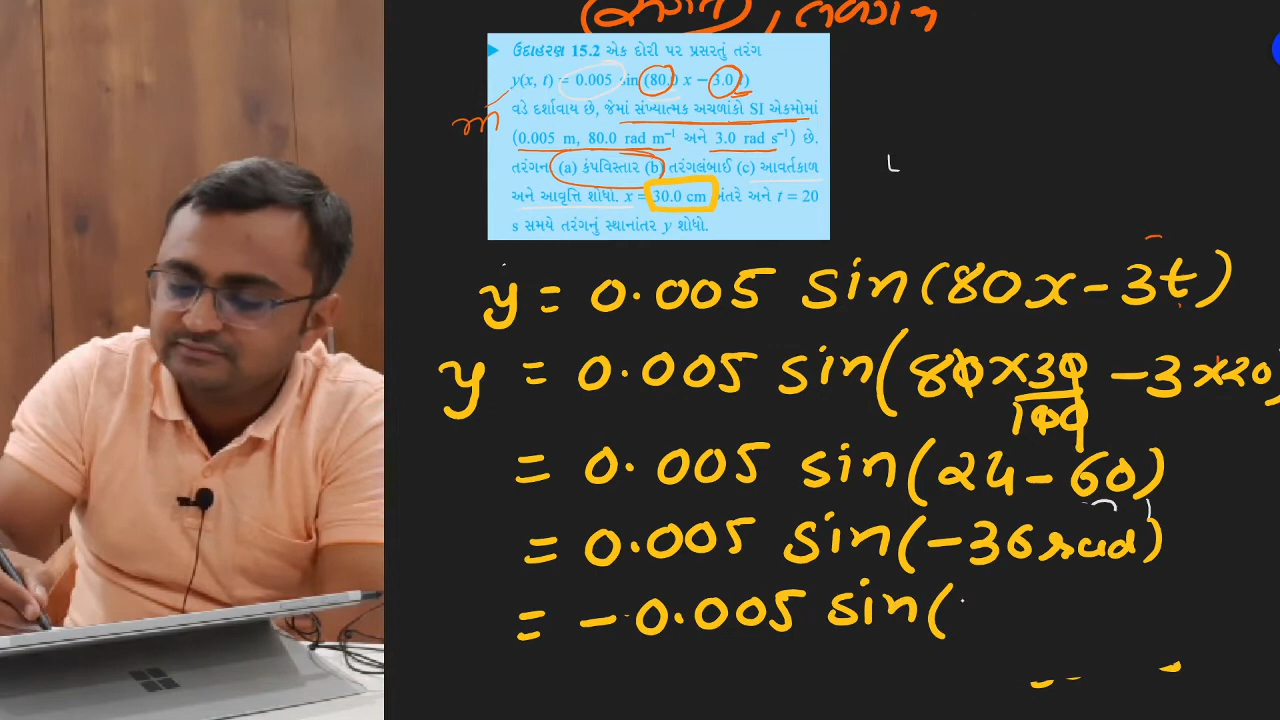 ઉદાહરણ 15.2 એક દોરી પર પ્રસરતું તરંગ
y(x, t) = 0.005 sin (80.0 x − 3.0 t)
વડે દર્શાવાય છે, જેમાં સંખ્યાત્મક અચળાંકો SI એકમોમાં
(0.005 m, 80.0 rad m⁻¹ અને 3.0 rad s⁻¹) છે.
તરંગના (a) કંપવિસ્તાર (b) તરંગલંબાઈ (c) આવર્તકાળ
અને આવૃત્તિ શોધો. x = 30.0 cm અંતરે અને t = 20
s સમયે તરંગનું સ્થાનાંતર y શોધો.
y = 0.005 sin(80x - 3t)
y = 0.005 sin(80 x 30/100 - 3 x 20)
= 0.005 sin(24 - 60)
= 0.005 sin(-36 rad)
= -0.005 sin(